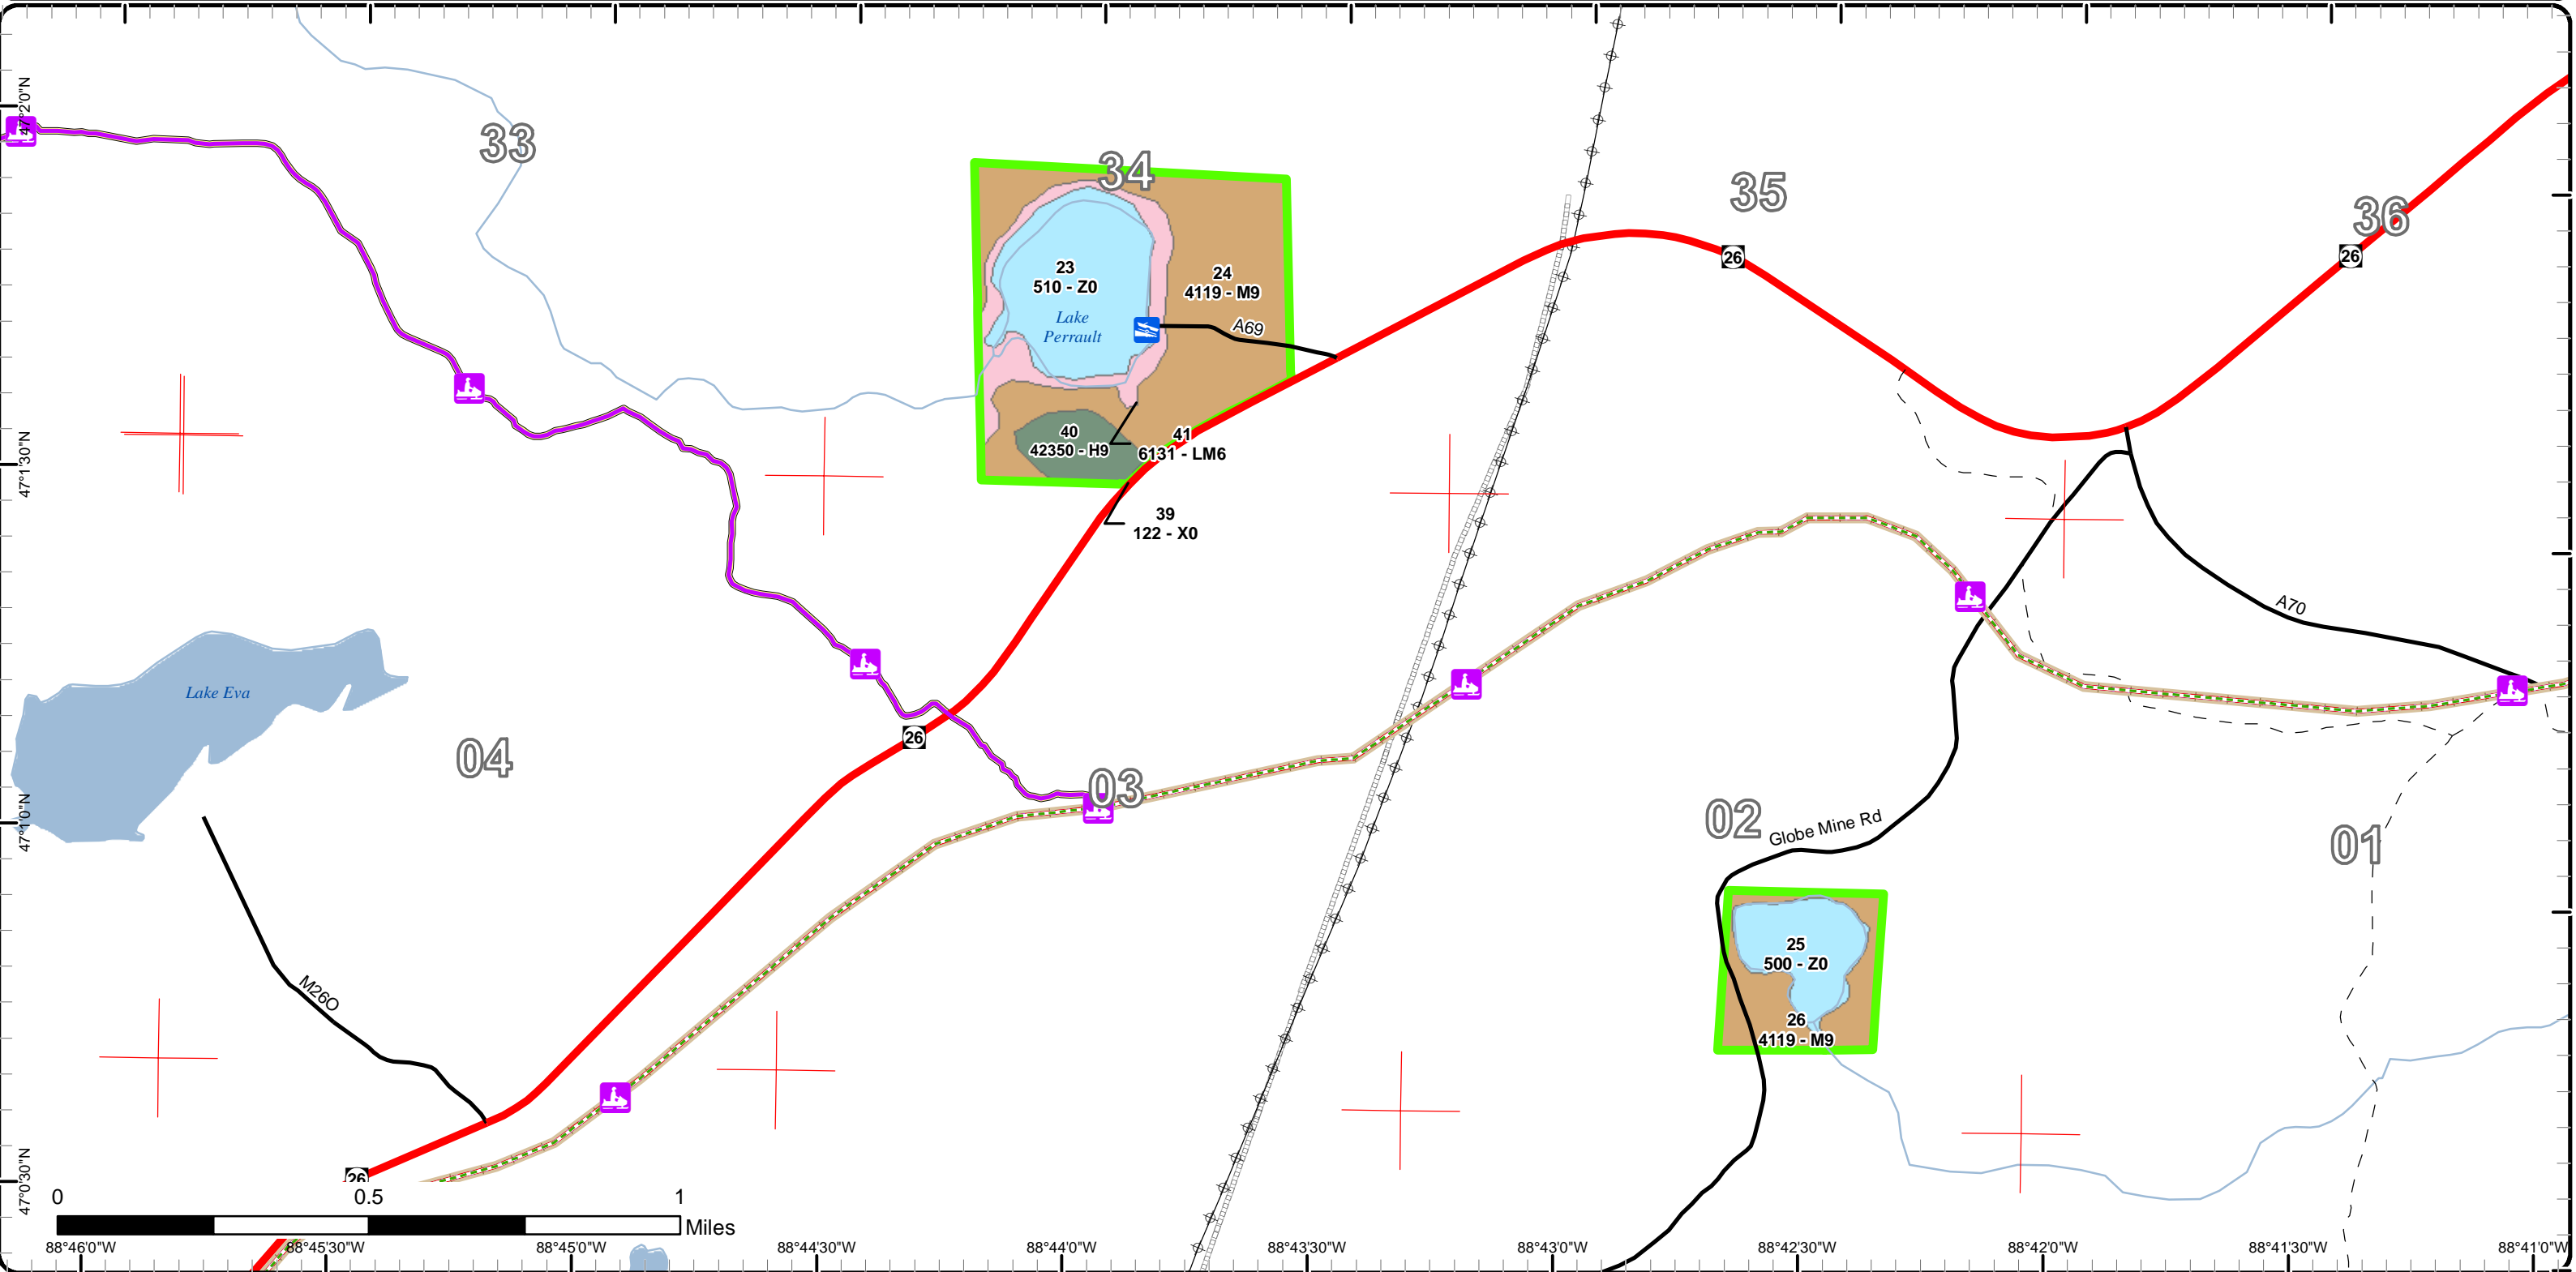 47°2'0"N
33
34
35
36
26
26
23
510 - Z0
24
4119 - M9
Lake
Perrault
A69
47°1'30"N
40
42350 - H9
41
6131 - LM6
39
122 - X0
A70
Lake Eva
26
04
03
02
Globe Mine Rd
01
47°1'0"N
25
500 - Z0
M26O
26
4119 - M9
47°0'30"N
26
0
0.5
1
Miles
88°46'0"W
88°45'30"W
88°45'0"W
88°44'30"W
88°44'0"W
88°43'30"W
88°43'0"W
88°42'30"W
88°42'0"W
88°41'30"W
88°41'0"W